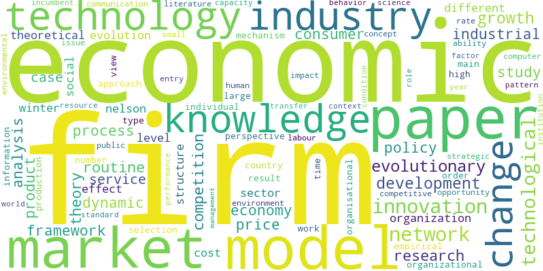 incumbent communication literature capacity behavior science
technology industry different growth
environmental theoretical evolution small mechanism consumer concept industrial
issue rate ability computer
case social view approach entry human impact condition factor main high study
economic
large role year pattern
winter resource nelson individual transfer context institution
knowledge paper
process type level perspective labour policy technological
information analysis product production public routine number country time evolutionary strategic
firm
world service effect theory structure competition result sector organisational development order change
dynamic performance environment economy management competitive opportunity innovation
standard price organization network
framework selection cost work empirical research
market model organizational